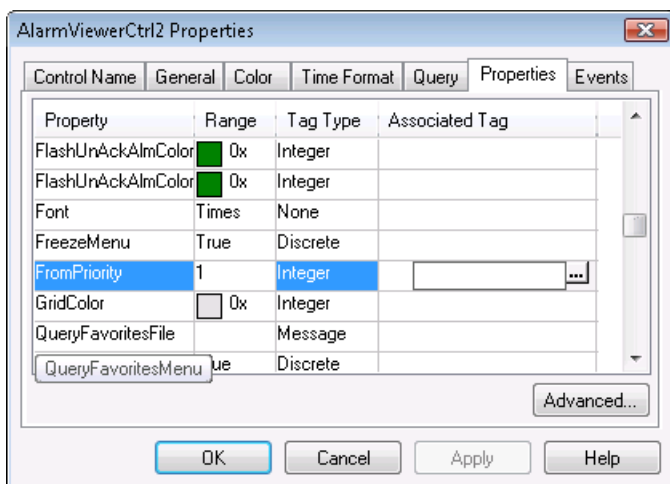 AlarmViewerCtrl2 Properties
Control Name General Color Time Format Query Properties Events
Property Range Tag Type Associated Tag
FlashUnAckAlmColor 0x Integer
FlashUnAckAlmColor 0x Integer
Font Times None
FreezeMenu True Discrete
FromPriority 1 Integer ...
GridColor 0x Integer
QueryFavoritesFile Message
QueryFavoritesMenu ue Discrete
Advanced...
OK Cancel Apply Help